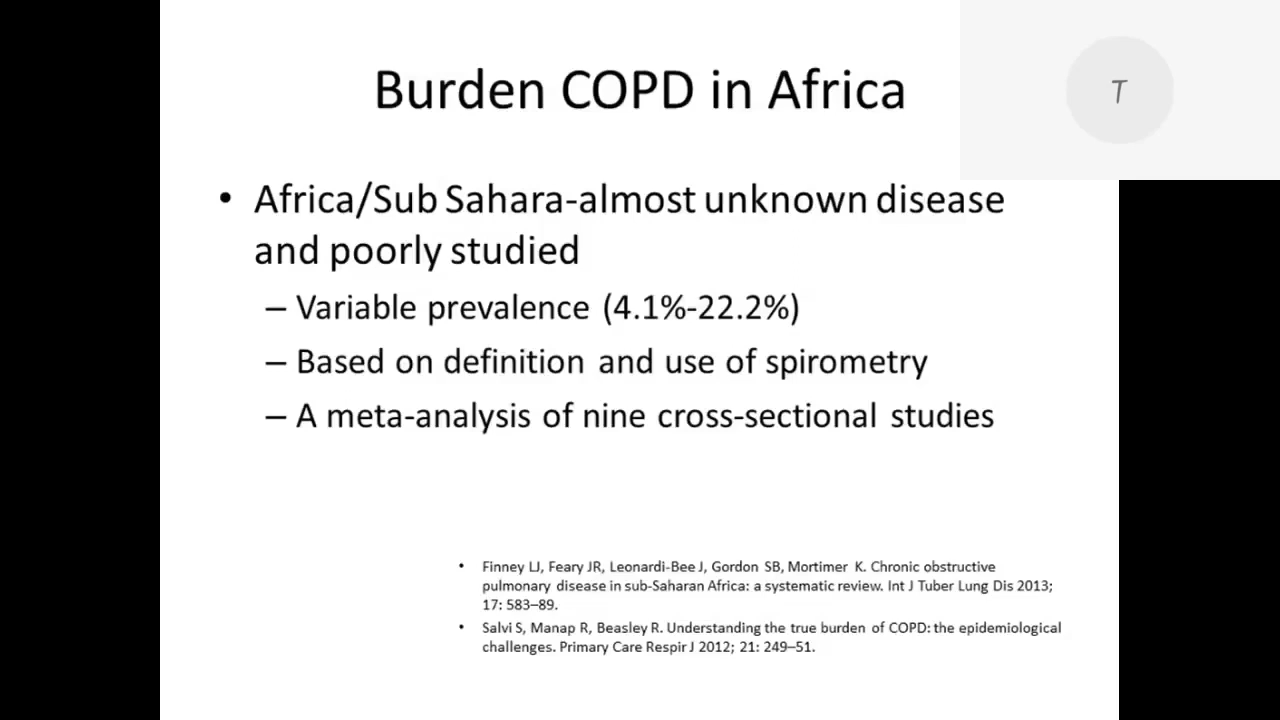 Burden COPD in Africa
T
• Africa/Sub Sahara-almost unknown disease
and poorly studied
– Variable prevalence (4.1%-22.2%)
– Based on definition and use of spirometry
– A meta-analysis of nine cross-sectional studies
• Finney LJ, Feary JR, Leonardi-Bee J, Gordon SB, Mortimer K. Chronic obstructive
pulmonary disease in sub-Saharan Africa: a systematic review. Int J Tuber Lung Dis 2013;
17: 583–89.
• Salvi S, Manap R, Beasley R. Understanding the true burden of COPD: the epidemiological
challenges. Primary Care Respir J 2012; 21: 249–51.